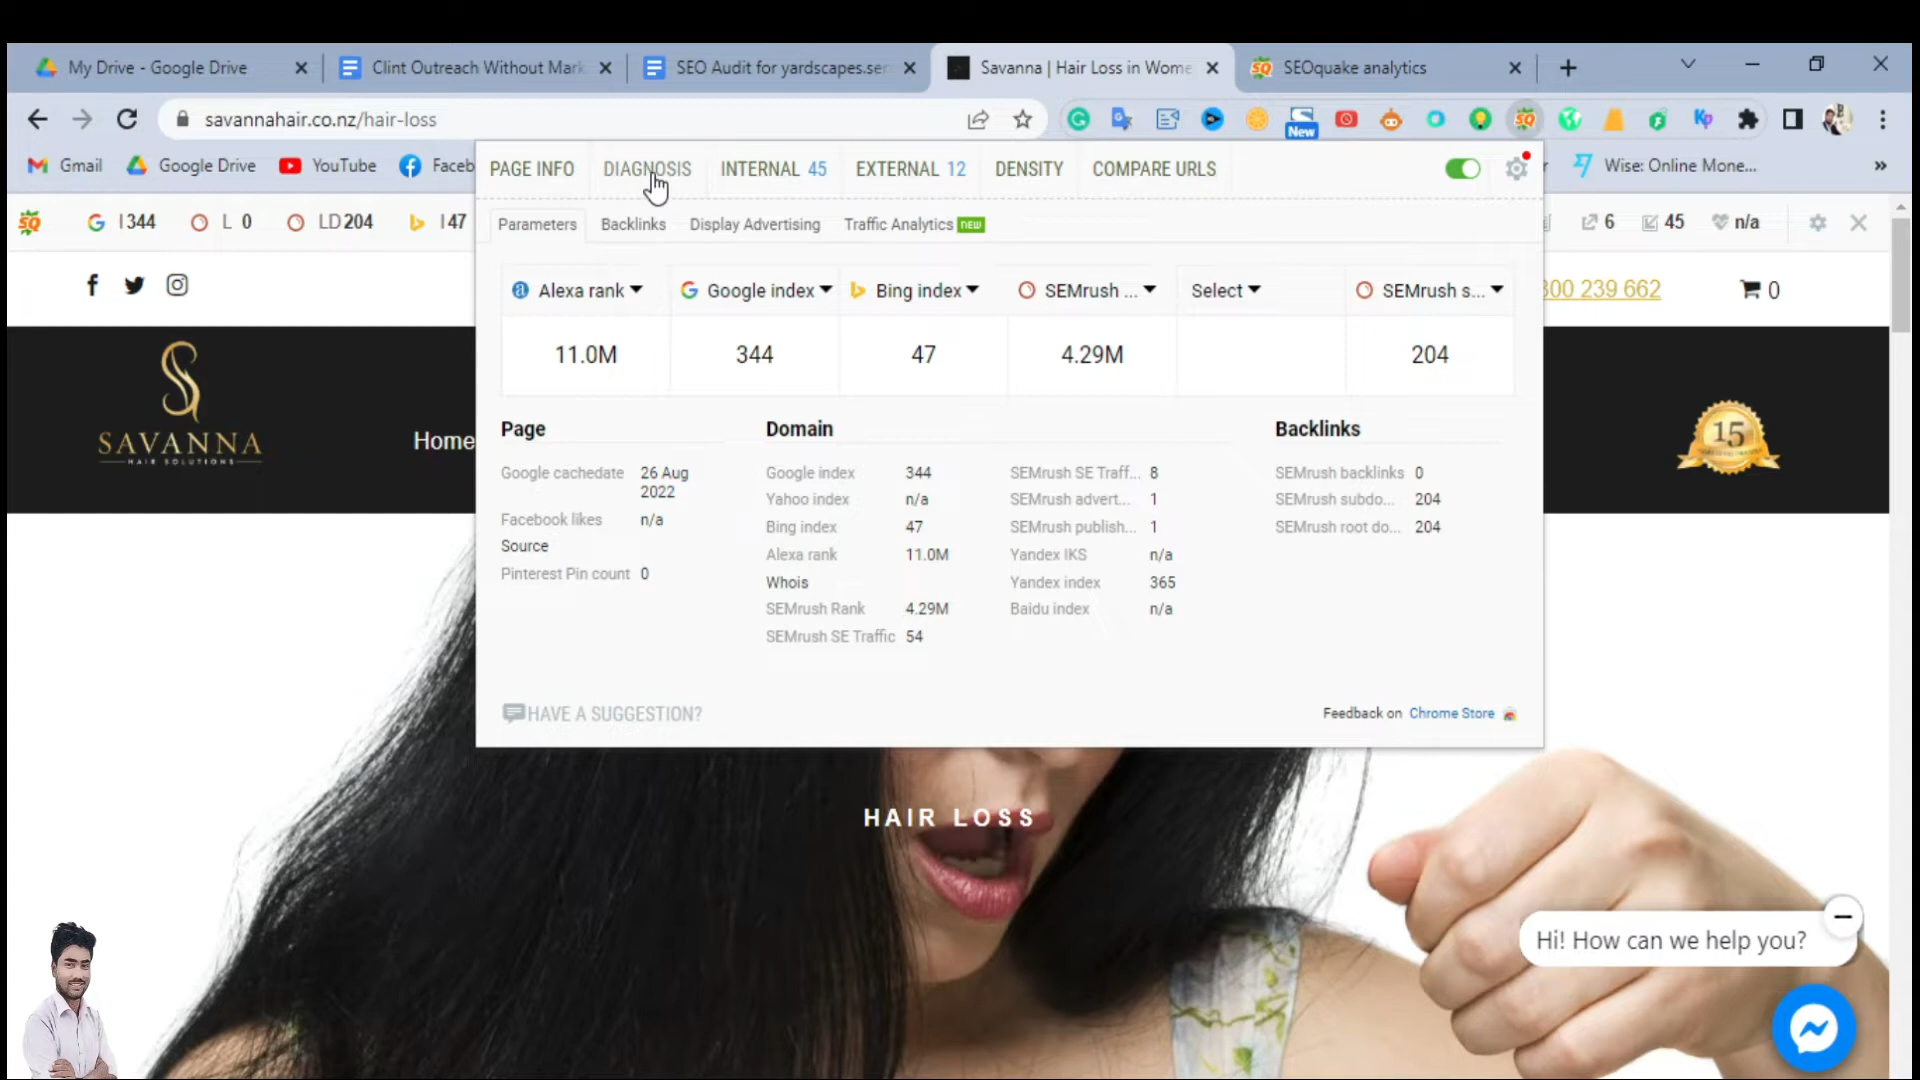 My Drive - Google Drive
Clint Outreach Without Mark
SEO Audit for yardscapes.ser
Savanna | Hair Loss in Wome
SEOquake analytics
savannahair.co.nz/hair-loss
New
Gmail
Google Drive
YouTube
Faceb
Wise: Online Mone...
PAGE INFO
DIAGNOSIS
INTERNAL 45
EXTERNAL 12
DENSITY
COMPARE URLS
I 344
L 0
LD 204
I 47
6
45
n/a
Parameters
Backlinks
Display Advertising
Traffic Analytics NEW
300 239 662
0
Alexa rank
Google index
Bing index
SEMrush ...
Select
SEMrush s...
11.0M
344
47
4.29M
204
SAVANNA
HAIR SOLUTIONS
Home
15
Page
Google cachedate 26 Aug
2022
Facebook likes n/a
Source
Pinterest Pin count 0
Domain
Google index 344
Yahoo index n/a
Bing index 47
Alexa rank 11.0M
Whois
SEMrush Rank 4.29M
SEMrush SE Traffic 54
SEMrush SE Traff... 8
SEMrush advert... 1
SEMrush publish... 1
Yandex IKS n/a
Yandex index 365
Baidu index n/a
Backlinks
SEMrush backlinks 0
SEMrush subdo... 204
SEMrush root do... 204
HAVE A SUGGESTION?
Feedback on Chrome Store
HAIR LOSS
Hi! How can we help you?